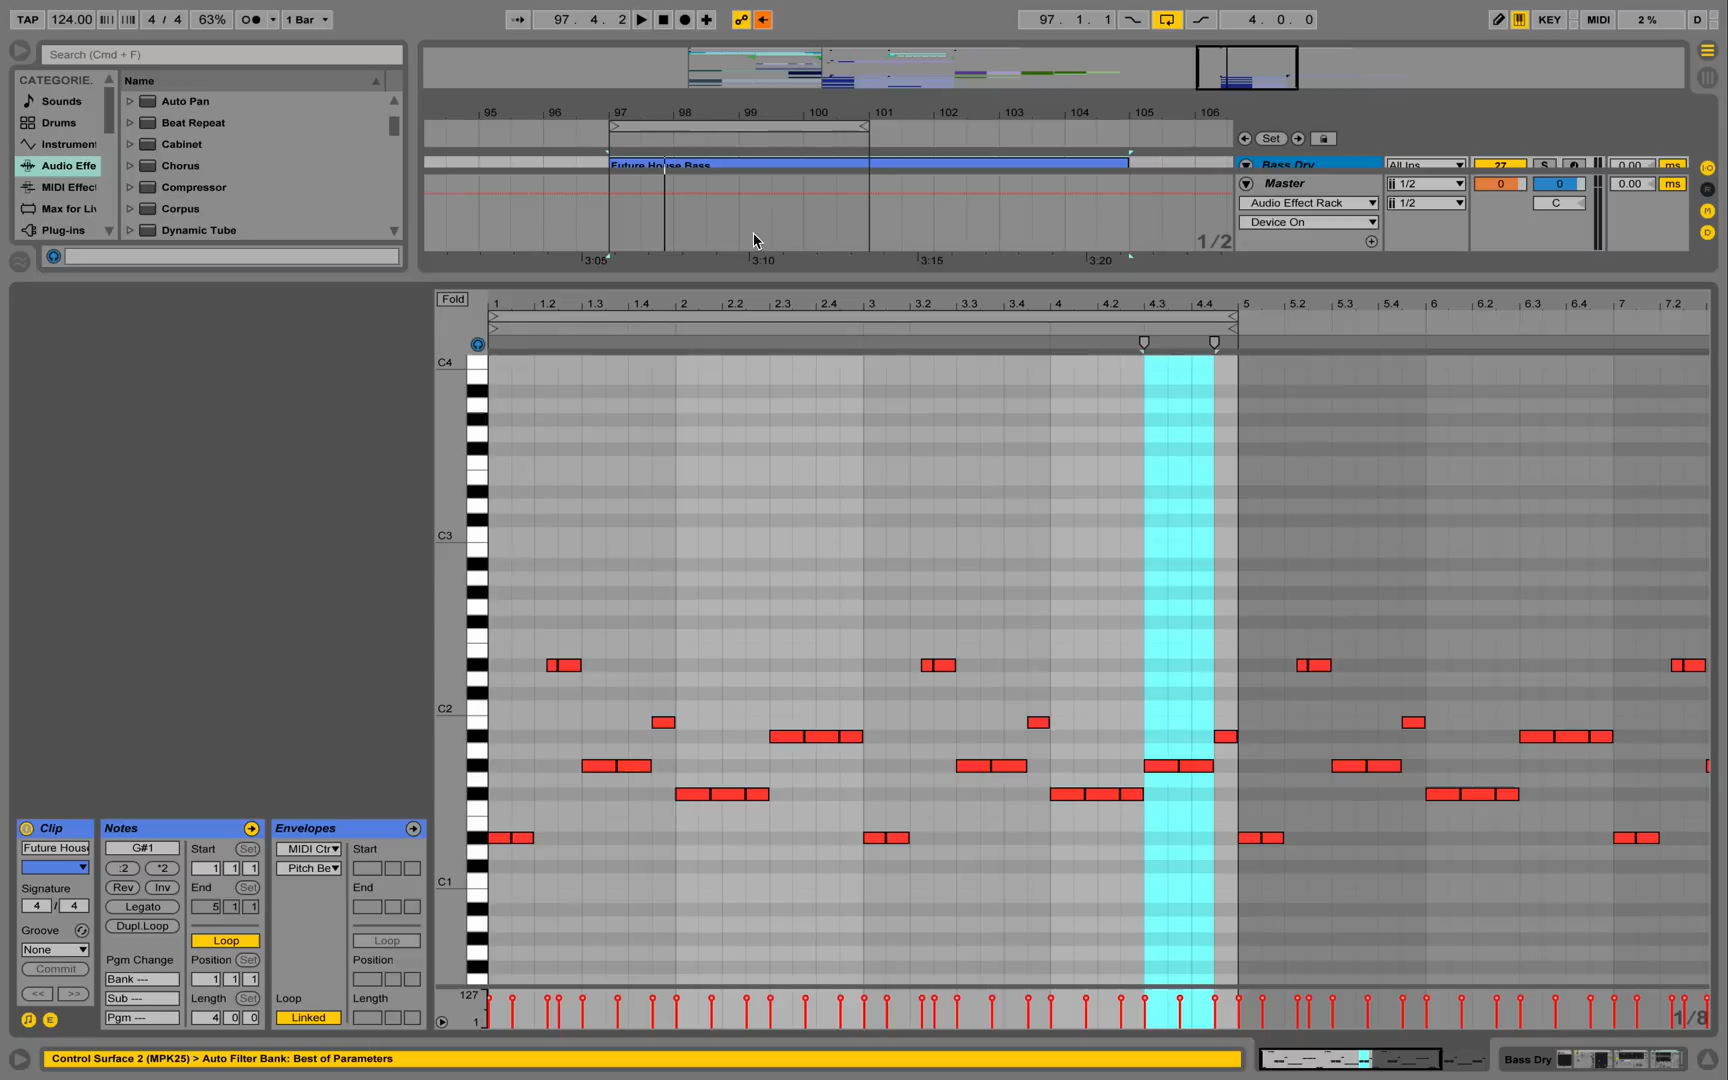 TAP 124.00 4 / 4 63% 1 Bar 97. 4. 2 97. 1. 1 4. 0. 0 KEY MIDI 2 % D
Search (Cmd + F)
CATEGORIE. Name
Sounds
Drums
Instrument
Audio Effe
MIDI Effect
Max for Liv
Plug-ins
Auto Pan
Beat Repeat
Cabinet
Chorus
Compressor
Corpus
Dynamic Tube
95 96 97 98 99 100 101 102 103 104 105 106
Set
Future House Bass
Bass Dry All Ins 27 S 0.00 ms
Master 1/2 0 0 0.00 ms
Audio Effect Rack 1/2 C
Device On
1/2
3:05 3:10 3:15 3:20
Fold 1 1.2 1.3 1.4 2 2.2 2.3 2.4 3 3.2 3.3 3.4 4 4.2 4.3 4.4 5 5.2 5.3 5.4 6 6.2 6.3 6.4 7 7.2
C4
C3
C2
C1
127
1
1/8
Clip
Future Hous
Signature
4 / 4
Groove
None
Commit
<< >>
E
Notes
G#1
:2 *2
Rev Inv
Legato
Dupl.Loop
Pgm Change
Bank ---
Sub ---
Pgm ---
Start Set
1 1 1
End Set
5 1 1
Loop
Position Set
1 1 1
Length Set
4 0 0
Envelopes
MIDI Ctr
Pitch Be
Loop
Linked
Start
End
Loop
Position
Length
Control Surface 2 (MPK25) > Auto Filter Bank: Best of Parameters
Bass Dry